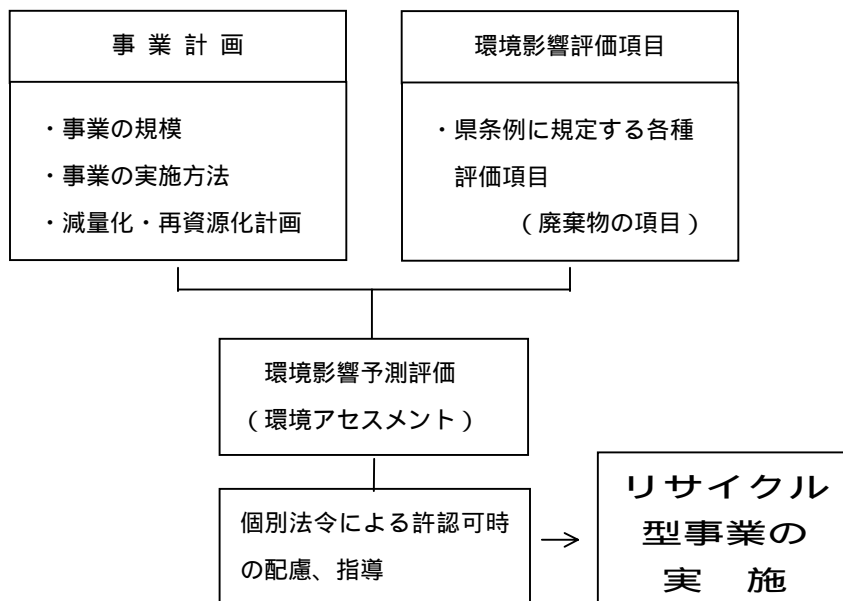 事 業 計 画
・事業の規模
・事業の実施方法
・減量化・再資源化計画
環境影響評価項目
・県条例に規定する各種
評価項目
(廃棄物の項目)
環境影響予測評価
(環境アセスメント)
個別法令による許認可時
の配慮、指導
リサイクル
型事業の
実 施